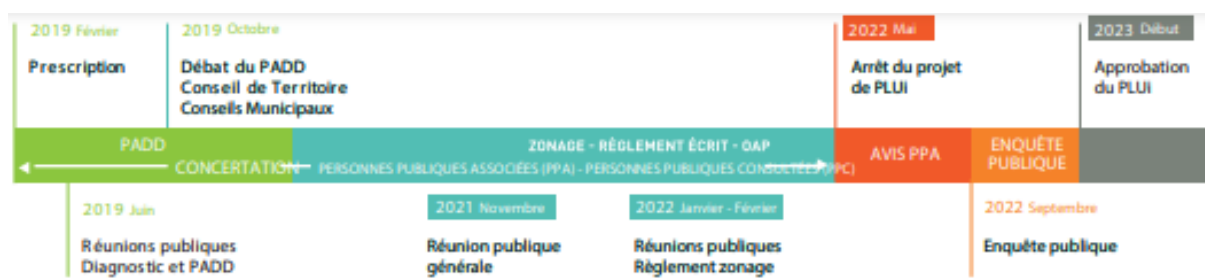 2019 Février
Prescription
2019 Octobre
Débat du PADD
Conseil de Territoire
Conseils Municipaux
2022 Mai
Arrêt du projet
de PLUi
2023 Début
Approbation
du PLUi
PADD
CONCERTATION
ZONAGE - RÈGLEMENT ÉCRIT - OAP
PERSONNES PUBLIQUES ASSOCIÉES (PPA) - PERSONNES PUBLIQUES CONSULTÉES (PPC)
AVIS PPA
ENQUÊTE
PUBLIQUE
2019 Juin
Réunions publiques
Diagnostic et PADD
2021 Novembre
Réunion publique
générale
2022 Janvier - Février
Réunions publiques
Règlement zonage
2022 Septembre
Enquête publique